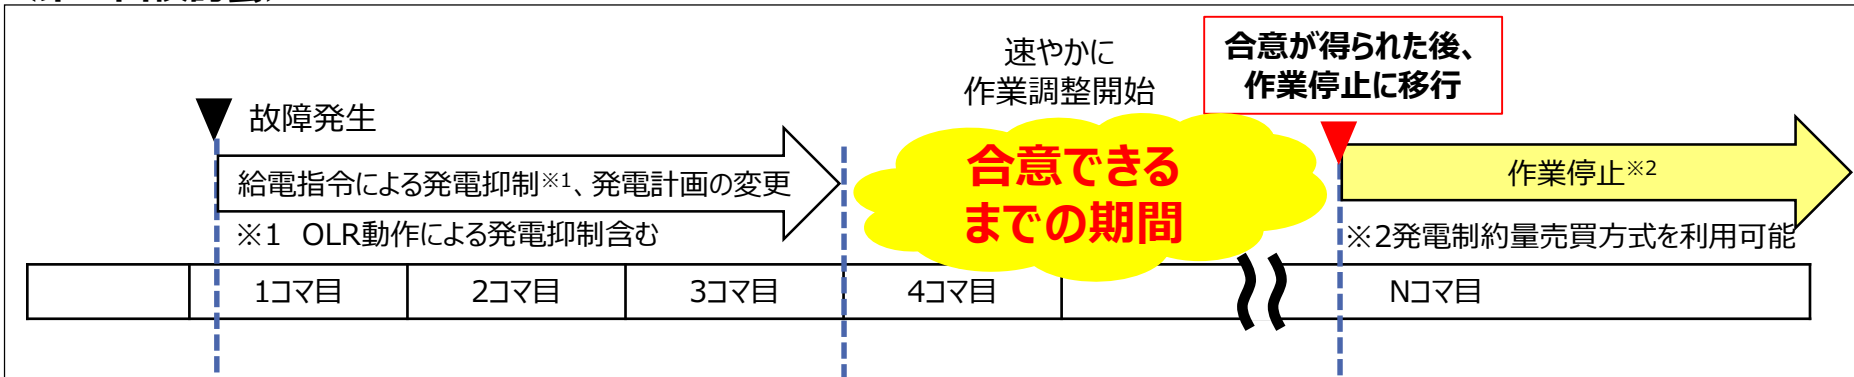 速やかに
作業調整開始
合意が得られた後、
作業停止に移行
故障発生
給電指令による発電抑制※1、発電計画の変更
※1 OLR動作による発電抑制含む
合意できる
までの期間
作業停止※2
※2発電制約量売買方式を利用可能
1コマ目
2コマ目
3コマ目
4コマ目
Nコマ目